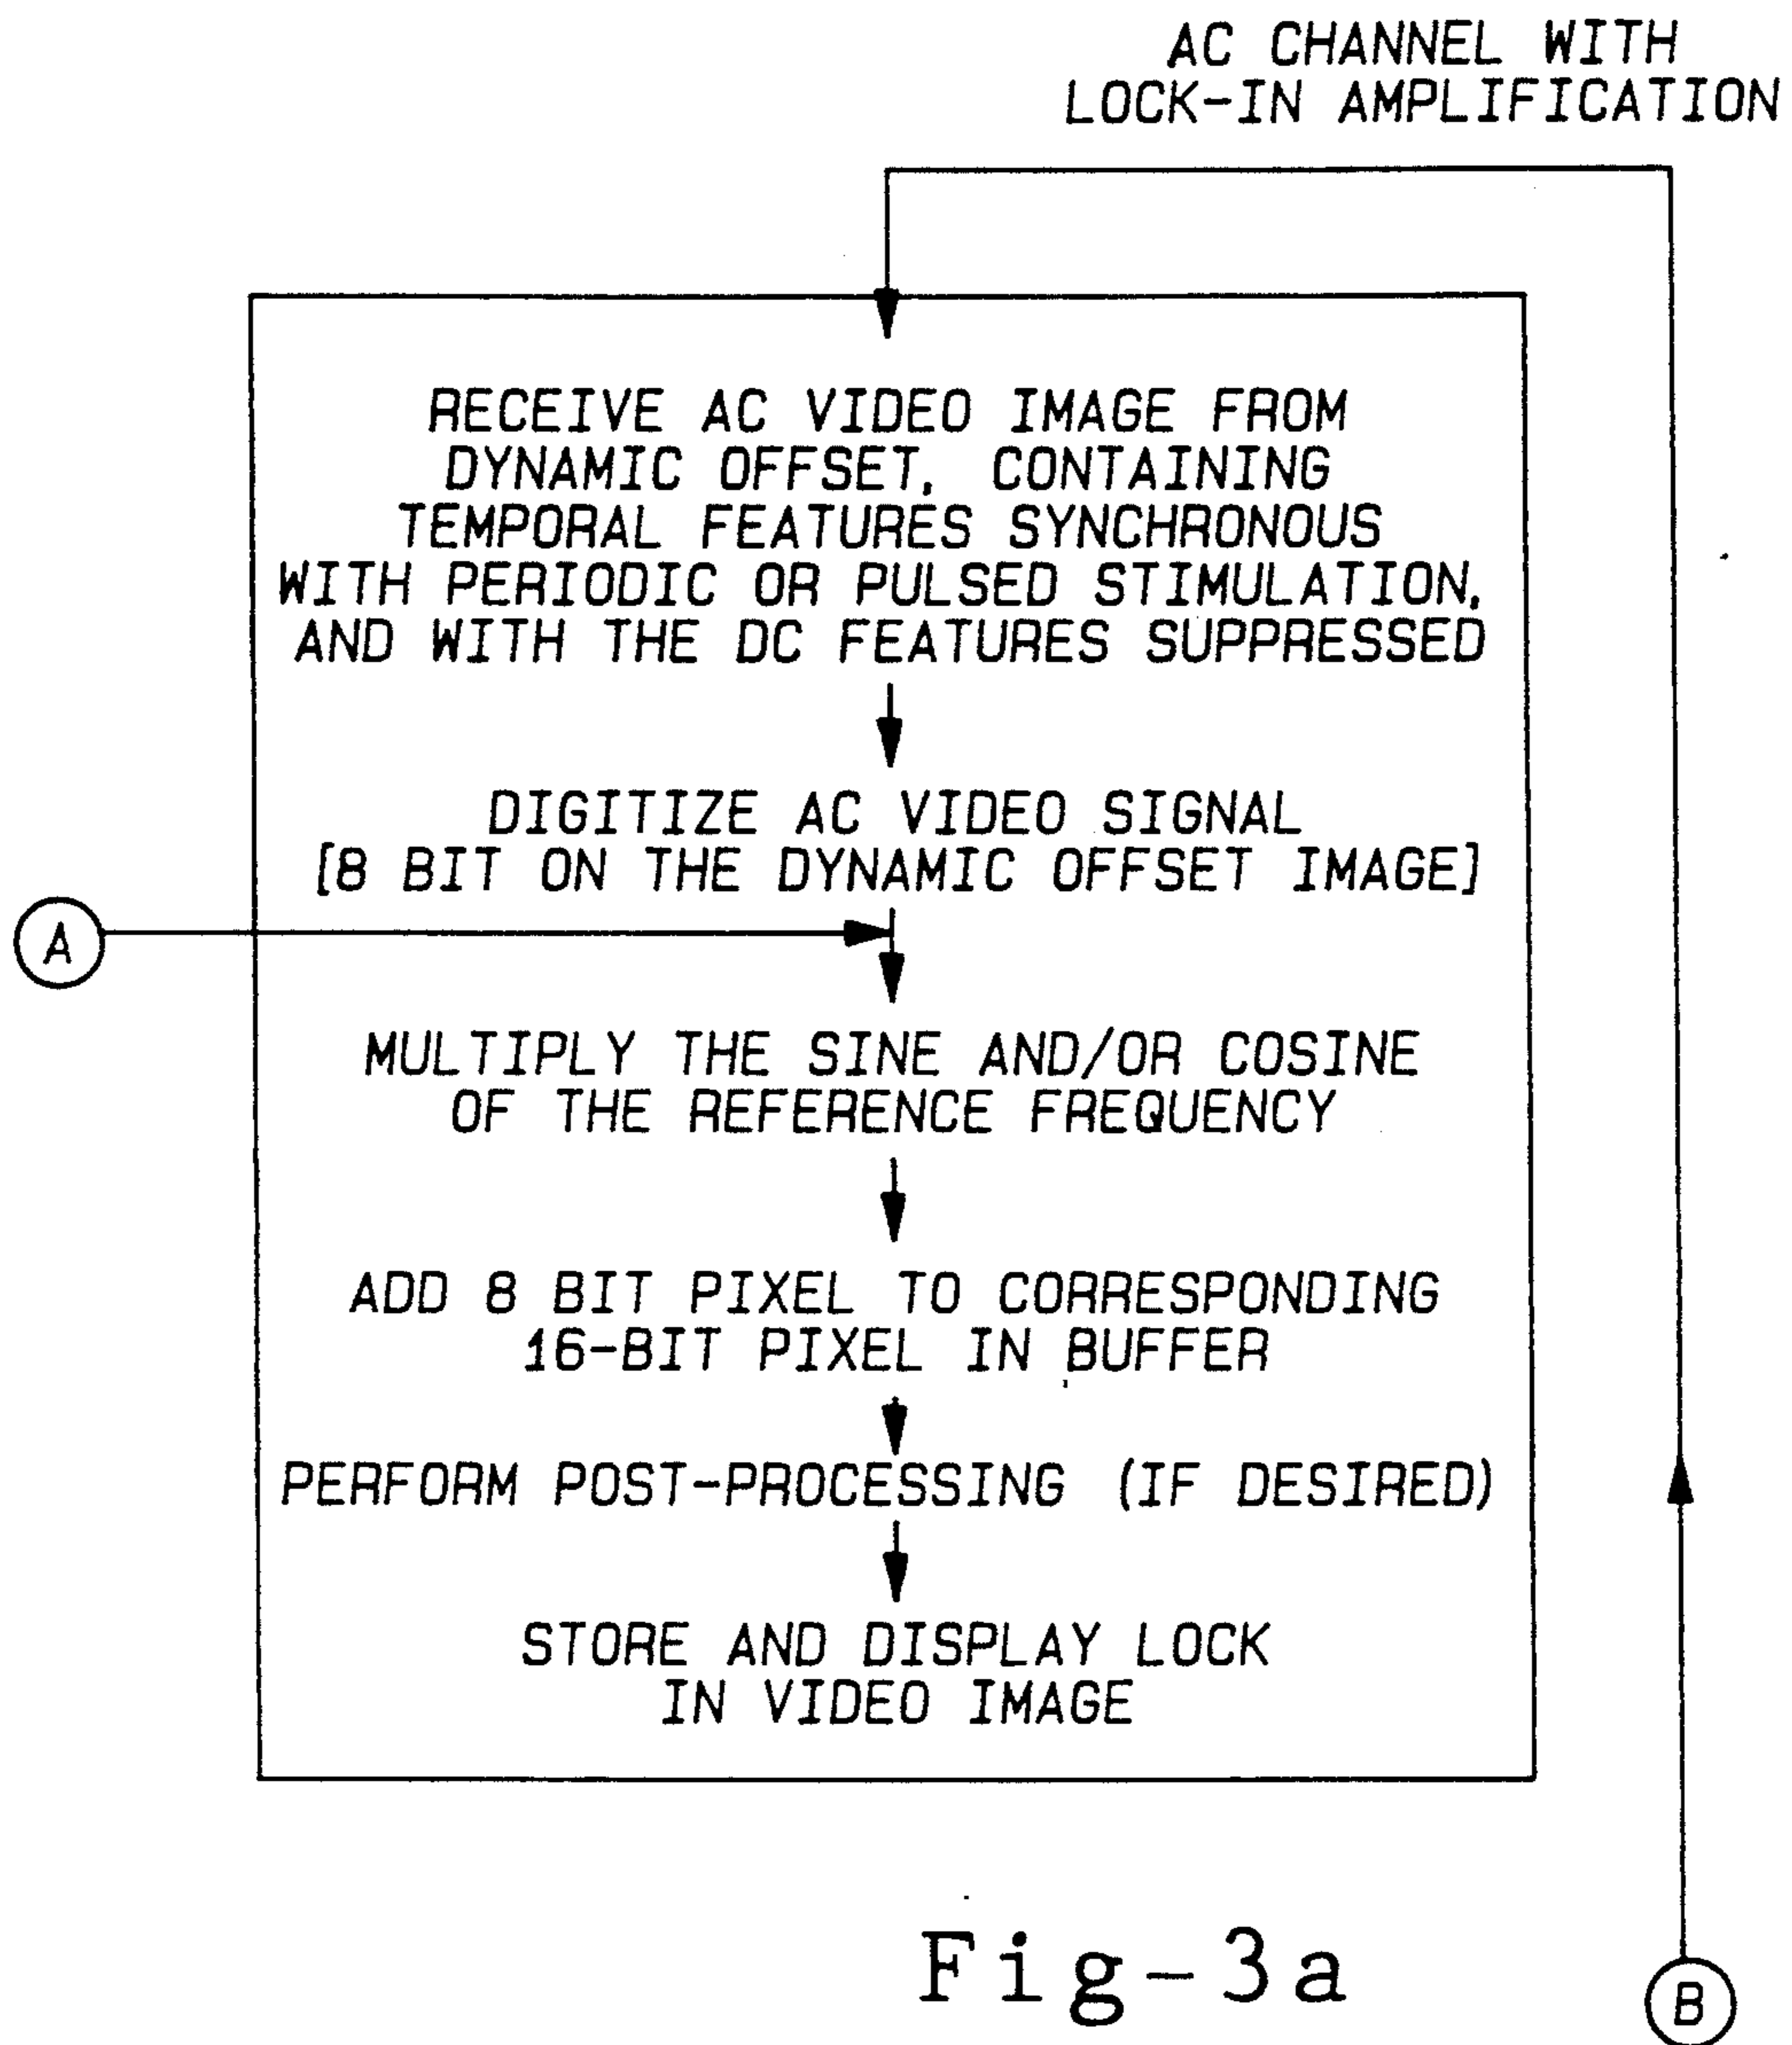 AC CHANNEL WITH
LOCK-IN AMPLIFICATION
RECEIVE AC VIDEO IMAGE FROM
DYNAMIC OFFSET, CONTAINING
TEMPORAL FEATURES SYNCHRONOUS
WITH PERIODIC OR PULSED STIMULATION,
AND WITH THE DC FEATURES SUPPRESSED
DIGITIZE AC VIDEO SIGNAL
[8 BIT ON THE DYNAMIC OFFSET IMAGE]
A
MULTIPLY THE SINE AND/OR COSINE
OF THE REFERENCE FREQUENCY
ADD 8 BIT PIXEL TO CORRESPONDING
16-BIT PIXEL IN BUFFER
PERFORM POST-PROCESSING (IF DESIRED)
STORE AND DISPLAY LOCK
IN VIDEO IMAGE
Fig-3a
B